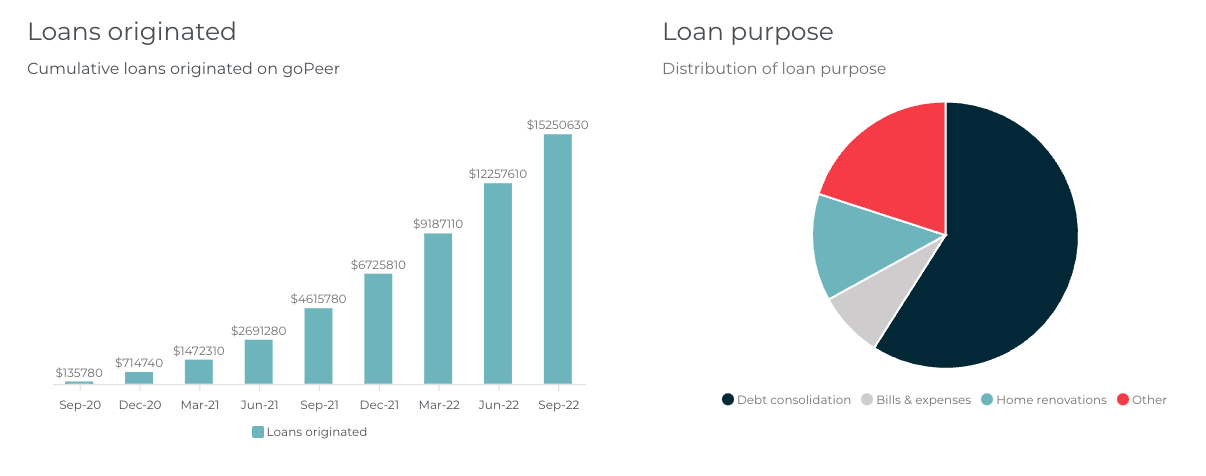 Loans originated
Cumulative loans originated on goPeer
$135780
$714740
$1472310
$2691280
$4615780
$6725810
$9187110
$12257610
$15250630
Sep-20 Dec-20 Mar-21 Jun-21 Sep-21 Dec-21 Mar-22 Jun-22 Sep-22
Loans originated
Loan purpose
Distribution of loan purpose
Debt consolidation Bills & expenses Home renovations Other